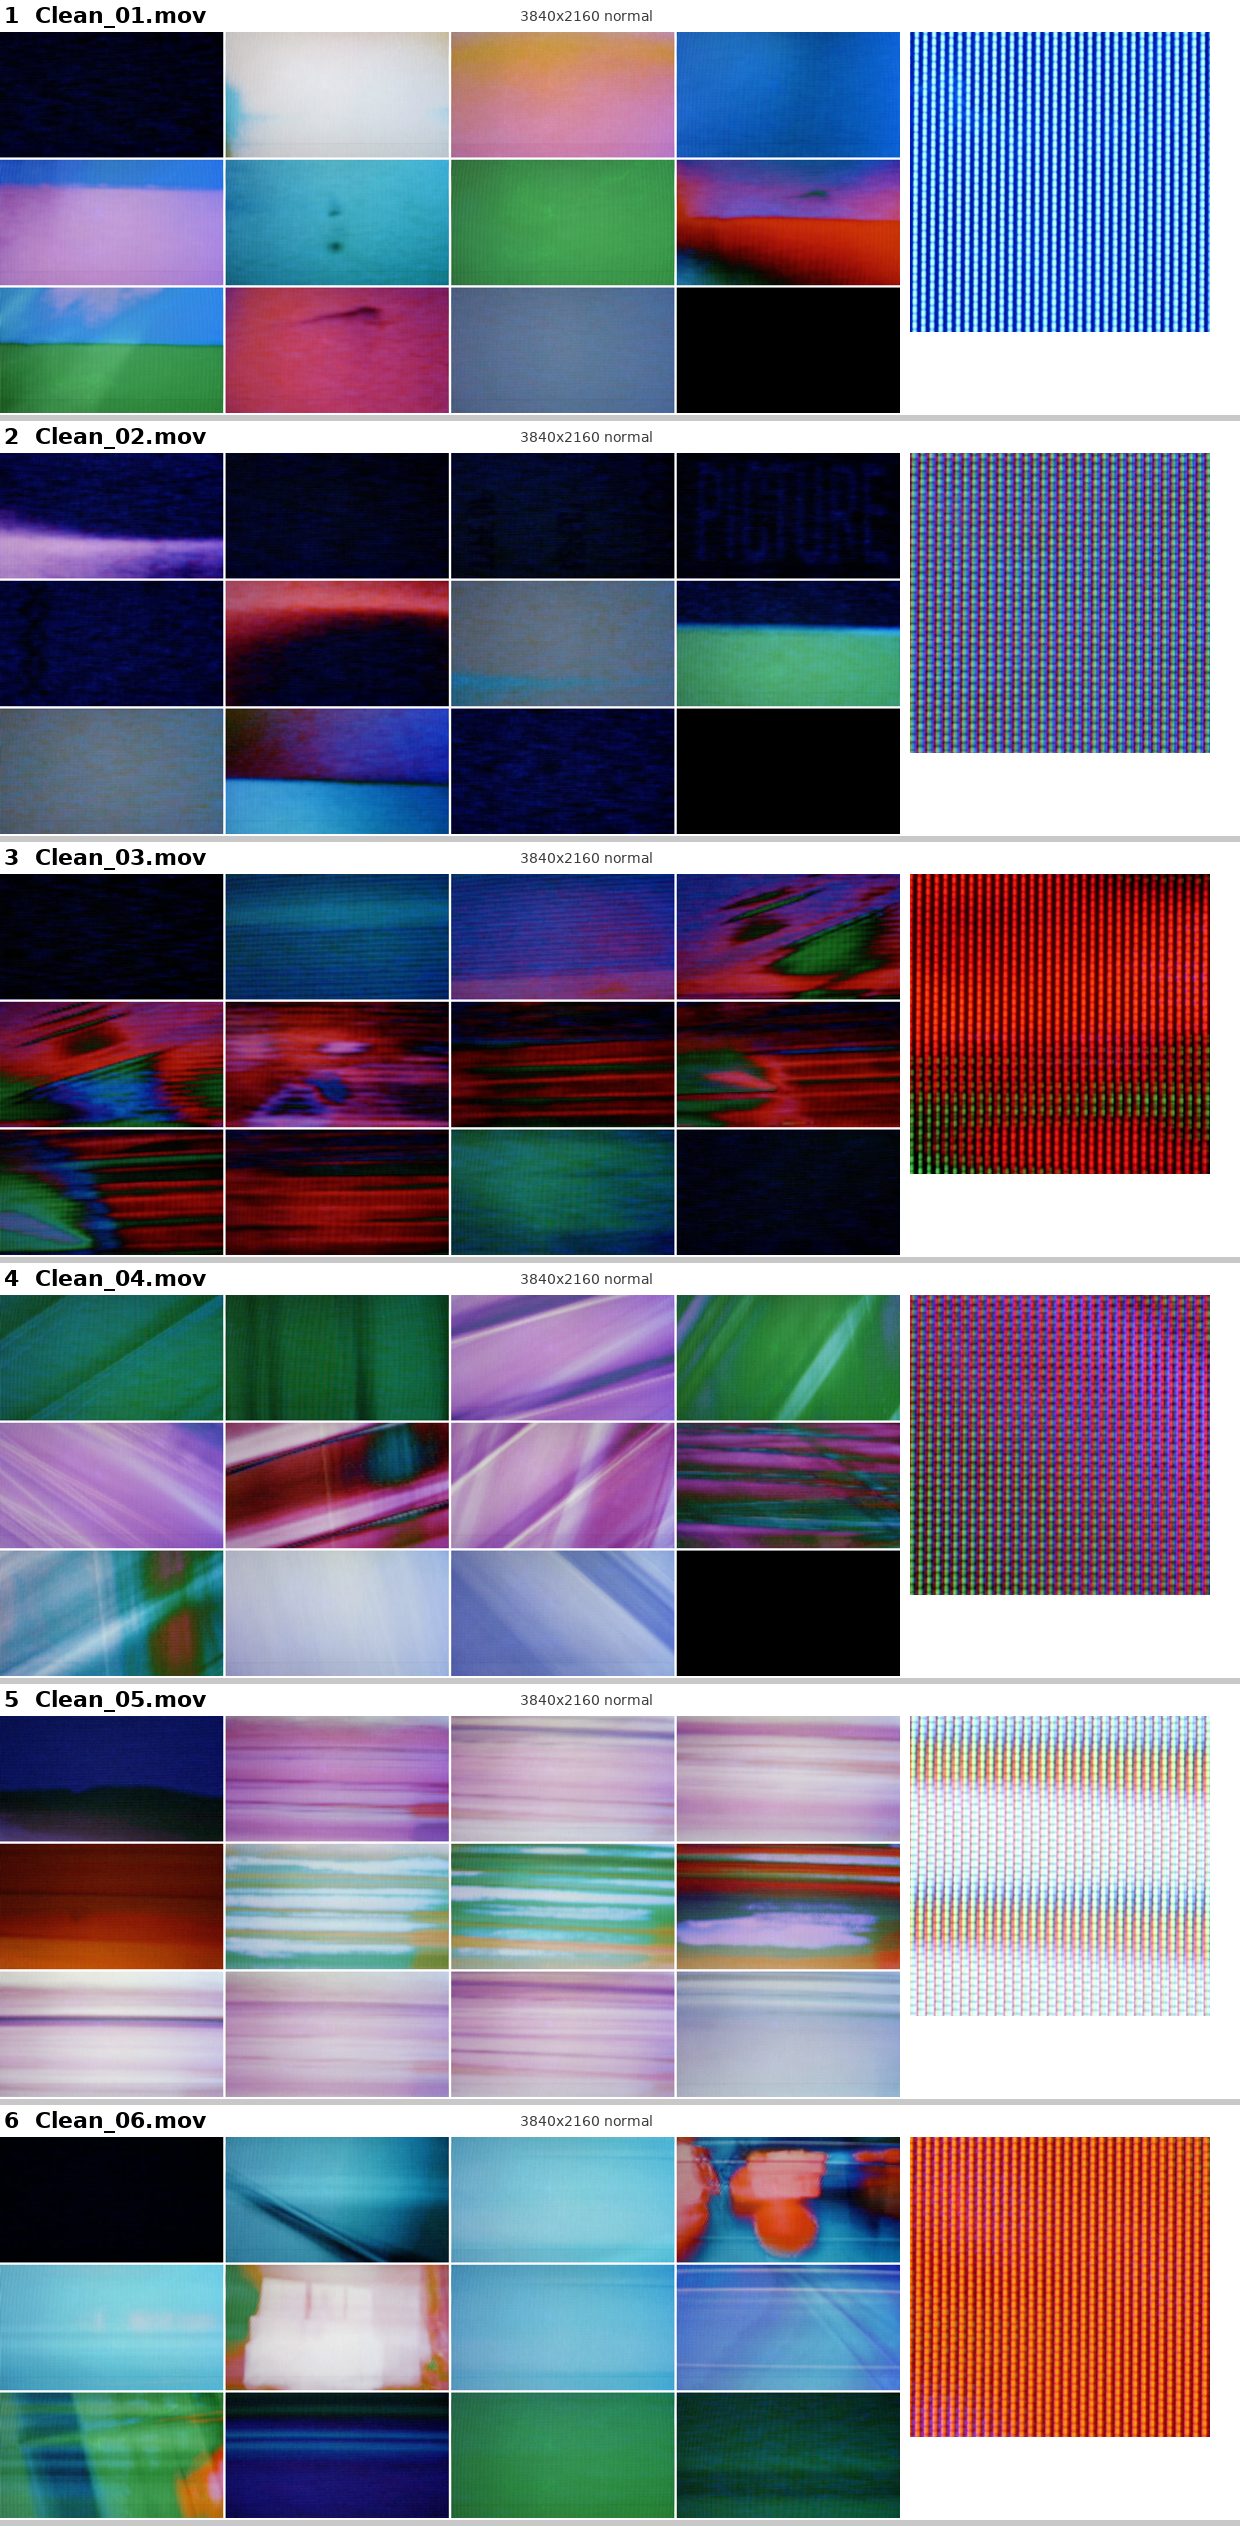 1 Clean_01.mov 3840x2160 normal
2 Clean_02.mov 3840x2160 normal
PICTURE
3 Clean_03.mov 3840x2160 normal
4 Clean_04.mov 3840x2160 normal
5 Clean_05.mov 3840x2160 normal
6 Clean_06.mov 3840x2160 normal